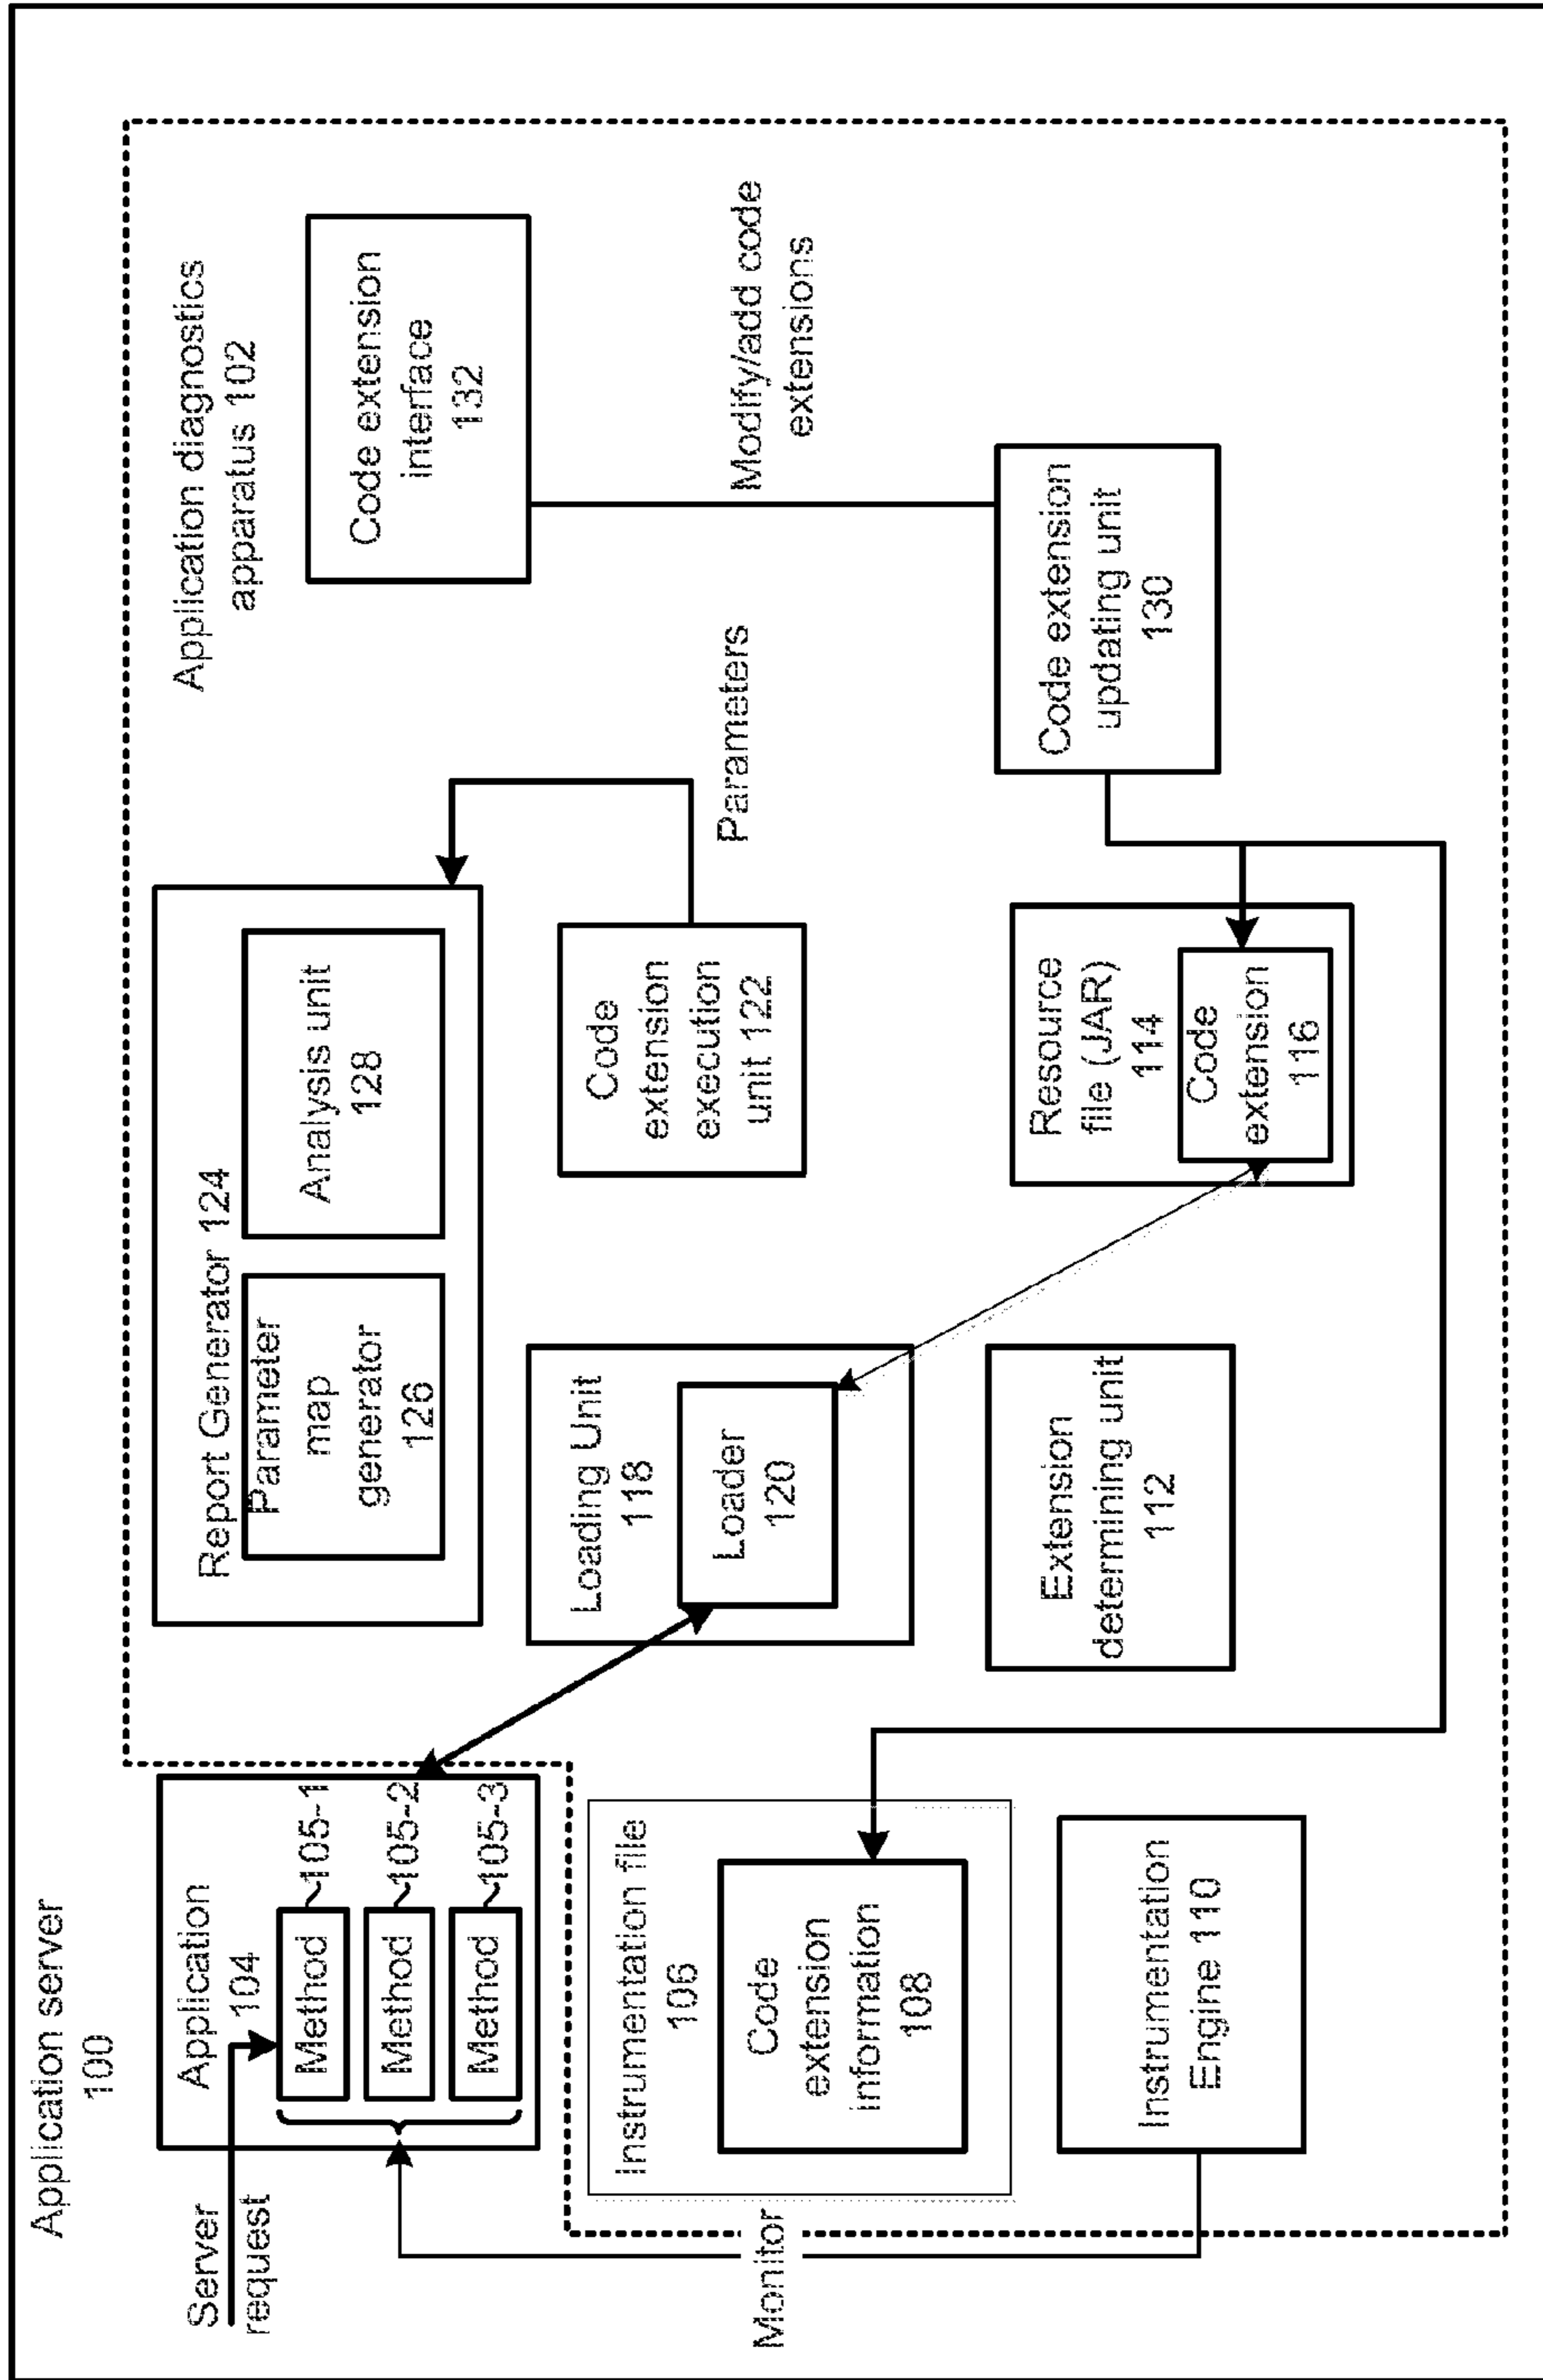 Application server
100
Server
request
Application
104
Method
105-1
Method
105-2
Method
105-3
Monitor
Instrumentation file
106
Code
extension
information
108
Instrumentation
Engine 110
Report Generator 124
Parameter
map
generator
126
Analysis unit
128
Loading Unit
118
Loader
120
Extension
determining unit
112
Code
extension
execution
unit 122
Parameters
Resource
file (JAR)
114
Code
extension
116
Application diagnostics
apparatus 102
Code extension
interface
132
Modify/add code
extensions
Code extension
updating unit
130